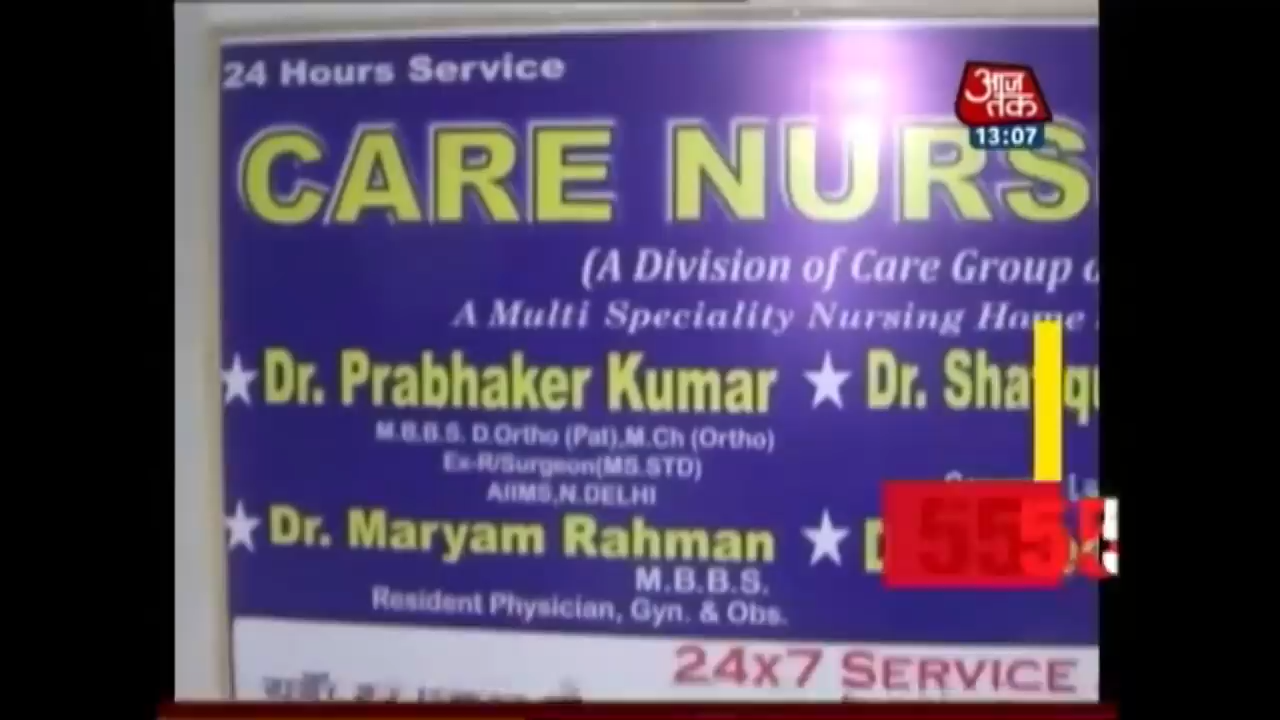 24 Hours Service
आज
तक
13:07
CARE NURS
(A Division of Care Group
A Multi Speciality Nursing Home
★ Dr. Prabhaker Kumar ★ Dr.
M.B.B.S. D.Ortho (Pat), M.Ch (Ortho)
Ex-R/Surgeon(MS.STD)
AIIMS, N.DELHI
★ Dr. Maryam Rahman ★
M.B.B.S.
Resident Physician, Gyn. & Obs.
24x7 SERVICE